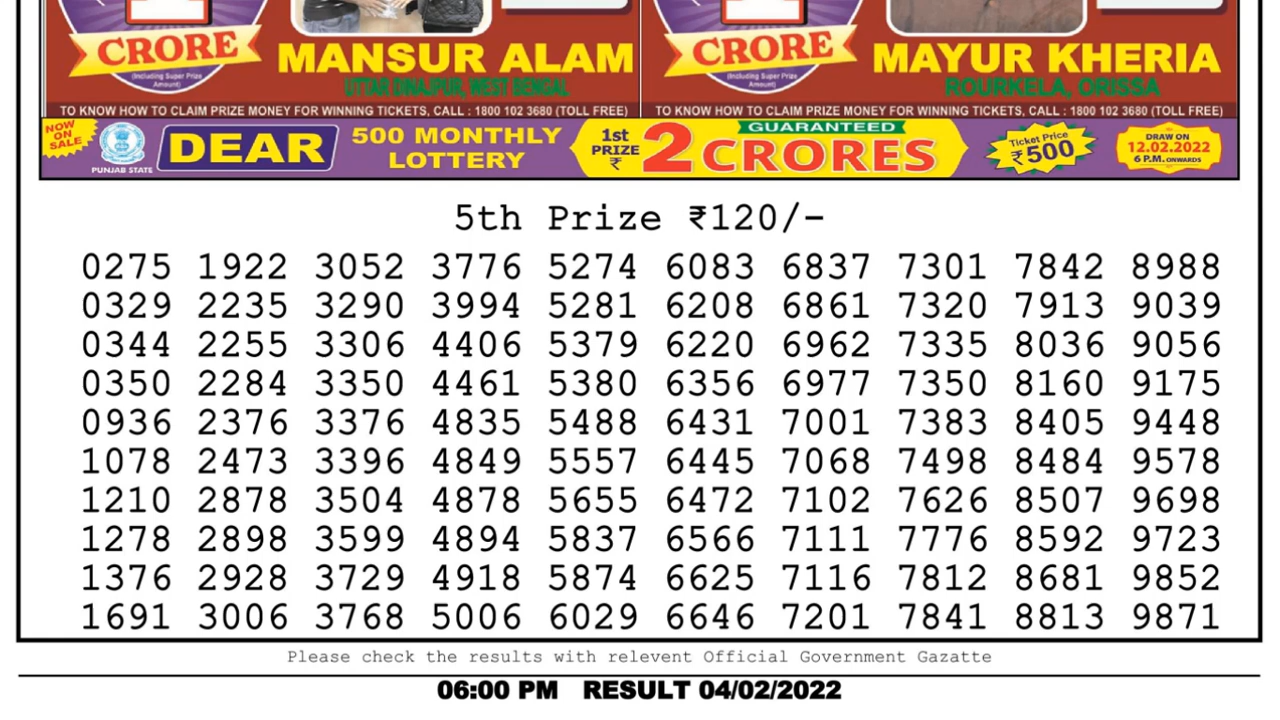 CRORE
(Including Super Prize
Amount)
MANSUR ALAM
UTTAR DINAJPUR, WEST BENGAL
CRORE
(Including Super Prize
Amount)
MAYUR KHERIA
ROURKELA, ORISSA
TO KNOW HOW TO CLAIM PRIZE MONEY FOR WINNING TICKETS, CALL : 1800 102 3680 (TOLL FREE)
TO KNOW HOW TO CLAIM PRIZE MONEY FOR WINNING TICKETS, CALL : 1800 102 3680 (TOLL FREE)
NOW
ON
SALE
PUNJAB STATE
DEAR
500 MONTHLY
LOTTERY
1st
PRIZE
₹
2 CRORES
GUARANTEED
Ticket Price
₹500
DRAW ON
12.02.2022
6 P.M. ONWARDS
5th Prize ₹120/-
0275 1922 3052 3776 5274 6083 6837 7301 7842 8988
0329 2235 3290 3994 5281 6208 6861 7320 7913 9039
0344 2255 3306 4406 5379 6220 6962 7335 8036 9056
0350 2284 3350 4461 5380 6356 6977 7350 8160 9175
0936 2376 3376 4835 5488 6431 7001 7383 8405 9448
1078 2473 3396 4849 5557 6445 7068 7498 8484 9578
1210 2878 3504 4878 5655 6472 7102 7626 8507 9698
1278 2898 3599 4894 5837 6566 7111 7776 8592 9723
1376 2928 3729 4918 5874 6625 7116 7812 8681 9852
1691 3006 3768 5006 6029 6646 7201 7841 8813 9871
Please check the results with relevent Official Government Gazatte
06:00 PM RESULT 04/02/2022